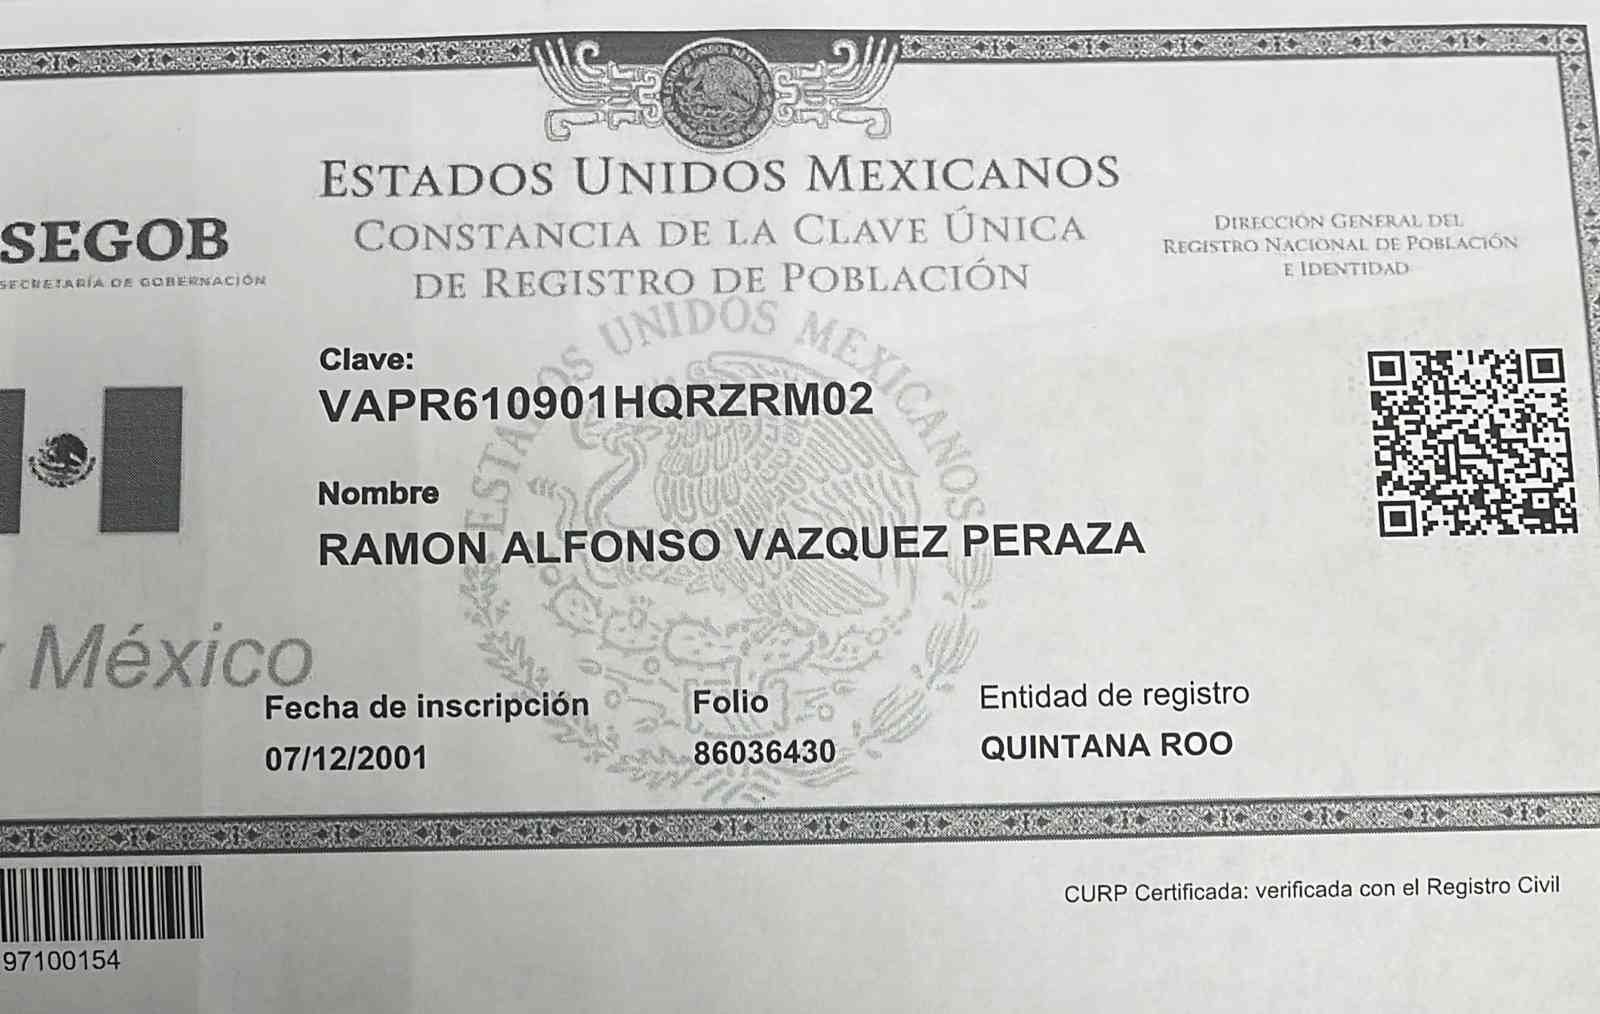 ESTADOS UNIDOS MEXICANOS
CONSTANCIA DE LA CLAVE ÚNICA
DE REGISTRO DE POBLACIÓN
SEGOB
SECRETARÍA DE GOBERNACIÓN
DIRECCIÓN GENERAL DEL
REGISTRO NACIONAL DE POBLACIÓN
E IDENTIDAD
ESTADOS UNIDOS MEXICANOS
Clave:
VAPR610901HQRZRM02
Nombre
RAMON ALFONSO VAZQUEZ PERAZA
México
Fecha de inscripción
07/12/2001
Folio
86036430
Entidad de registro
QUINTANA ROO
97100154
CURP Certificada: verificada con el Registro Civil